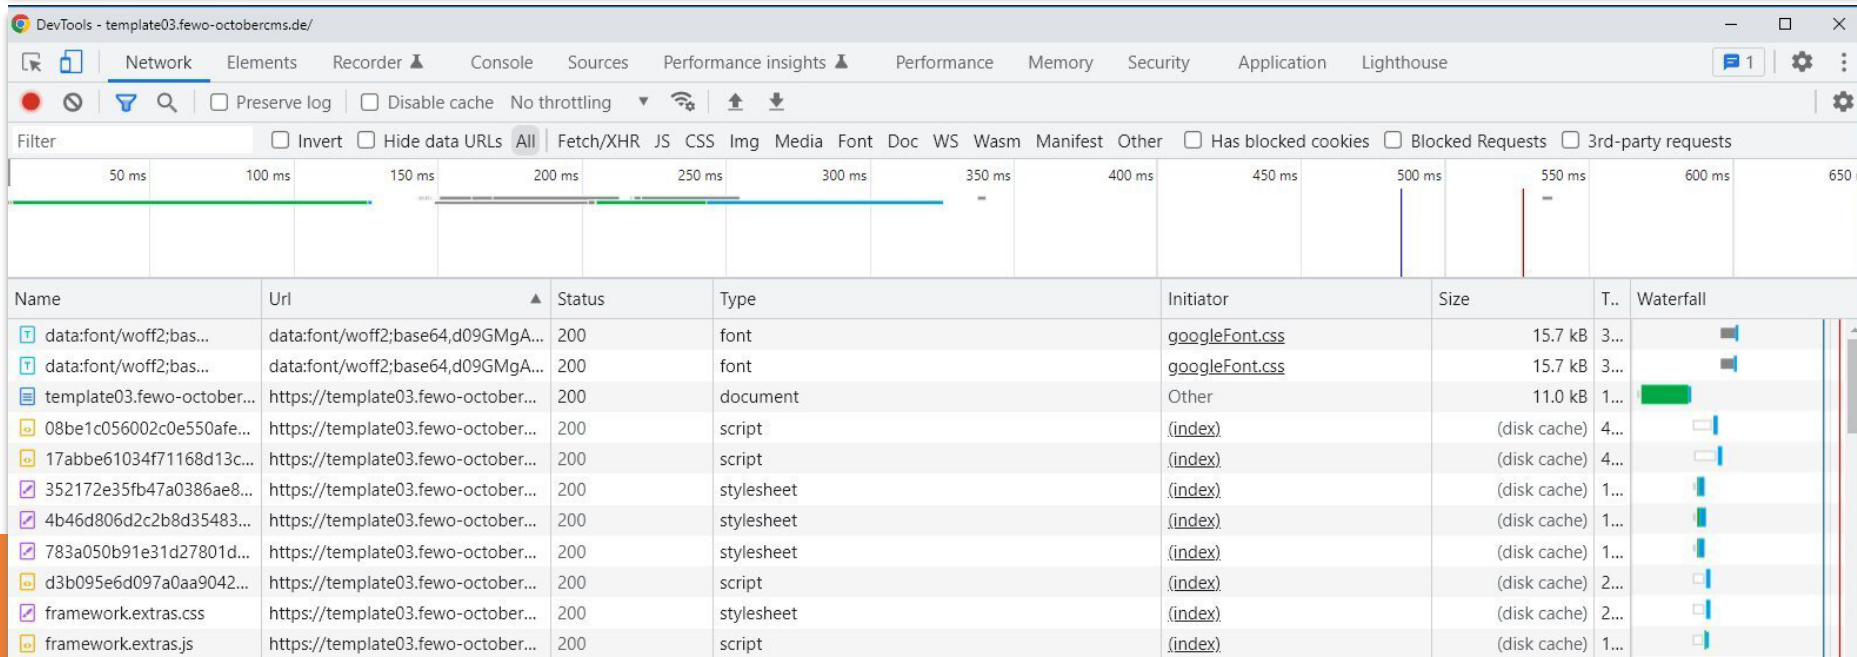 DevTools - template03.fewo-octobercms.de/
Network Elements Recorder Console Sources Performance insights Performance Memory Security Application Lighthouse 1
Preserve log Disable cache No throttling
Filter Invert Hide data URLs All Fetch/XHR JS CSS Img Media Font Doc WS Wasm Manifest Other Has blocked cookies Blocked Requests 3rd-party requests
50 ms 100 ms 150 ms 200 ms 250 ms 300 ms 350 ms 400 ms 450 ms 500 ms 550 ms 600 ms 650
Name Url Status Type Initiator Size T.. Waterfall
data:font/woff2;bas... data:font/woff2;base64,d09GMgA... 200 font googleFont.css 15.7 kB 3...
data:font/woff2;bas... data:font/woff2;base64,d09GMgA... 200 font googleFont.css 15.7 kB 3...
template03.fewo-october... https://template03.fewo-october... 200 document Other 11.0 kB 1...
08be1c056002c0e550afe... https://template03.fewo-october... 200 script (index) (disk cache) 4...
17abbe61034f71168d13c... https://template03.fewo-october... 200 script (index) (disk cache) 4...
352172e35fb47a0386ae8... https://template03.fewo-october... 200 stylesheet (index) (disk cache) 1...
4b46d806d2c2b8d35483... https://template03.fewo-october... 200 stylesheet (index) (disk cache) 1...
783a050b91e31d27801d... https://template03.fewo-october... 200 stylesheet (index) (disk cache) 1...
d3b095e6d097a0aa9042... https://template03.fewo-october... 200 script (index) (disk cache) 2...
framework.extras.css https://template03.fewo-october... 200 stylesheet (index) (disk cache) 2...
framework.extras.js https://template03.fewo-october... 200 script (index) (disk cache) 1...